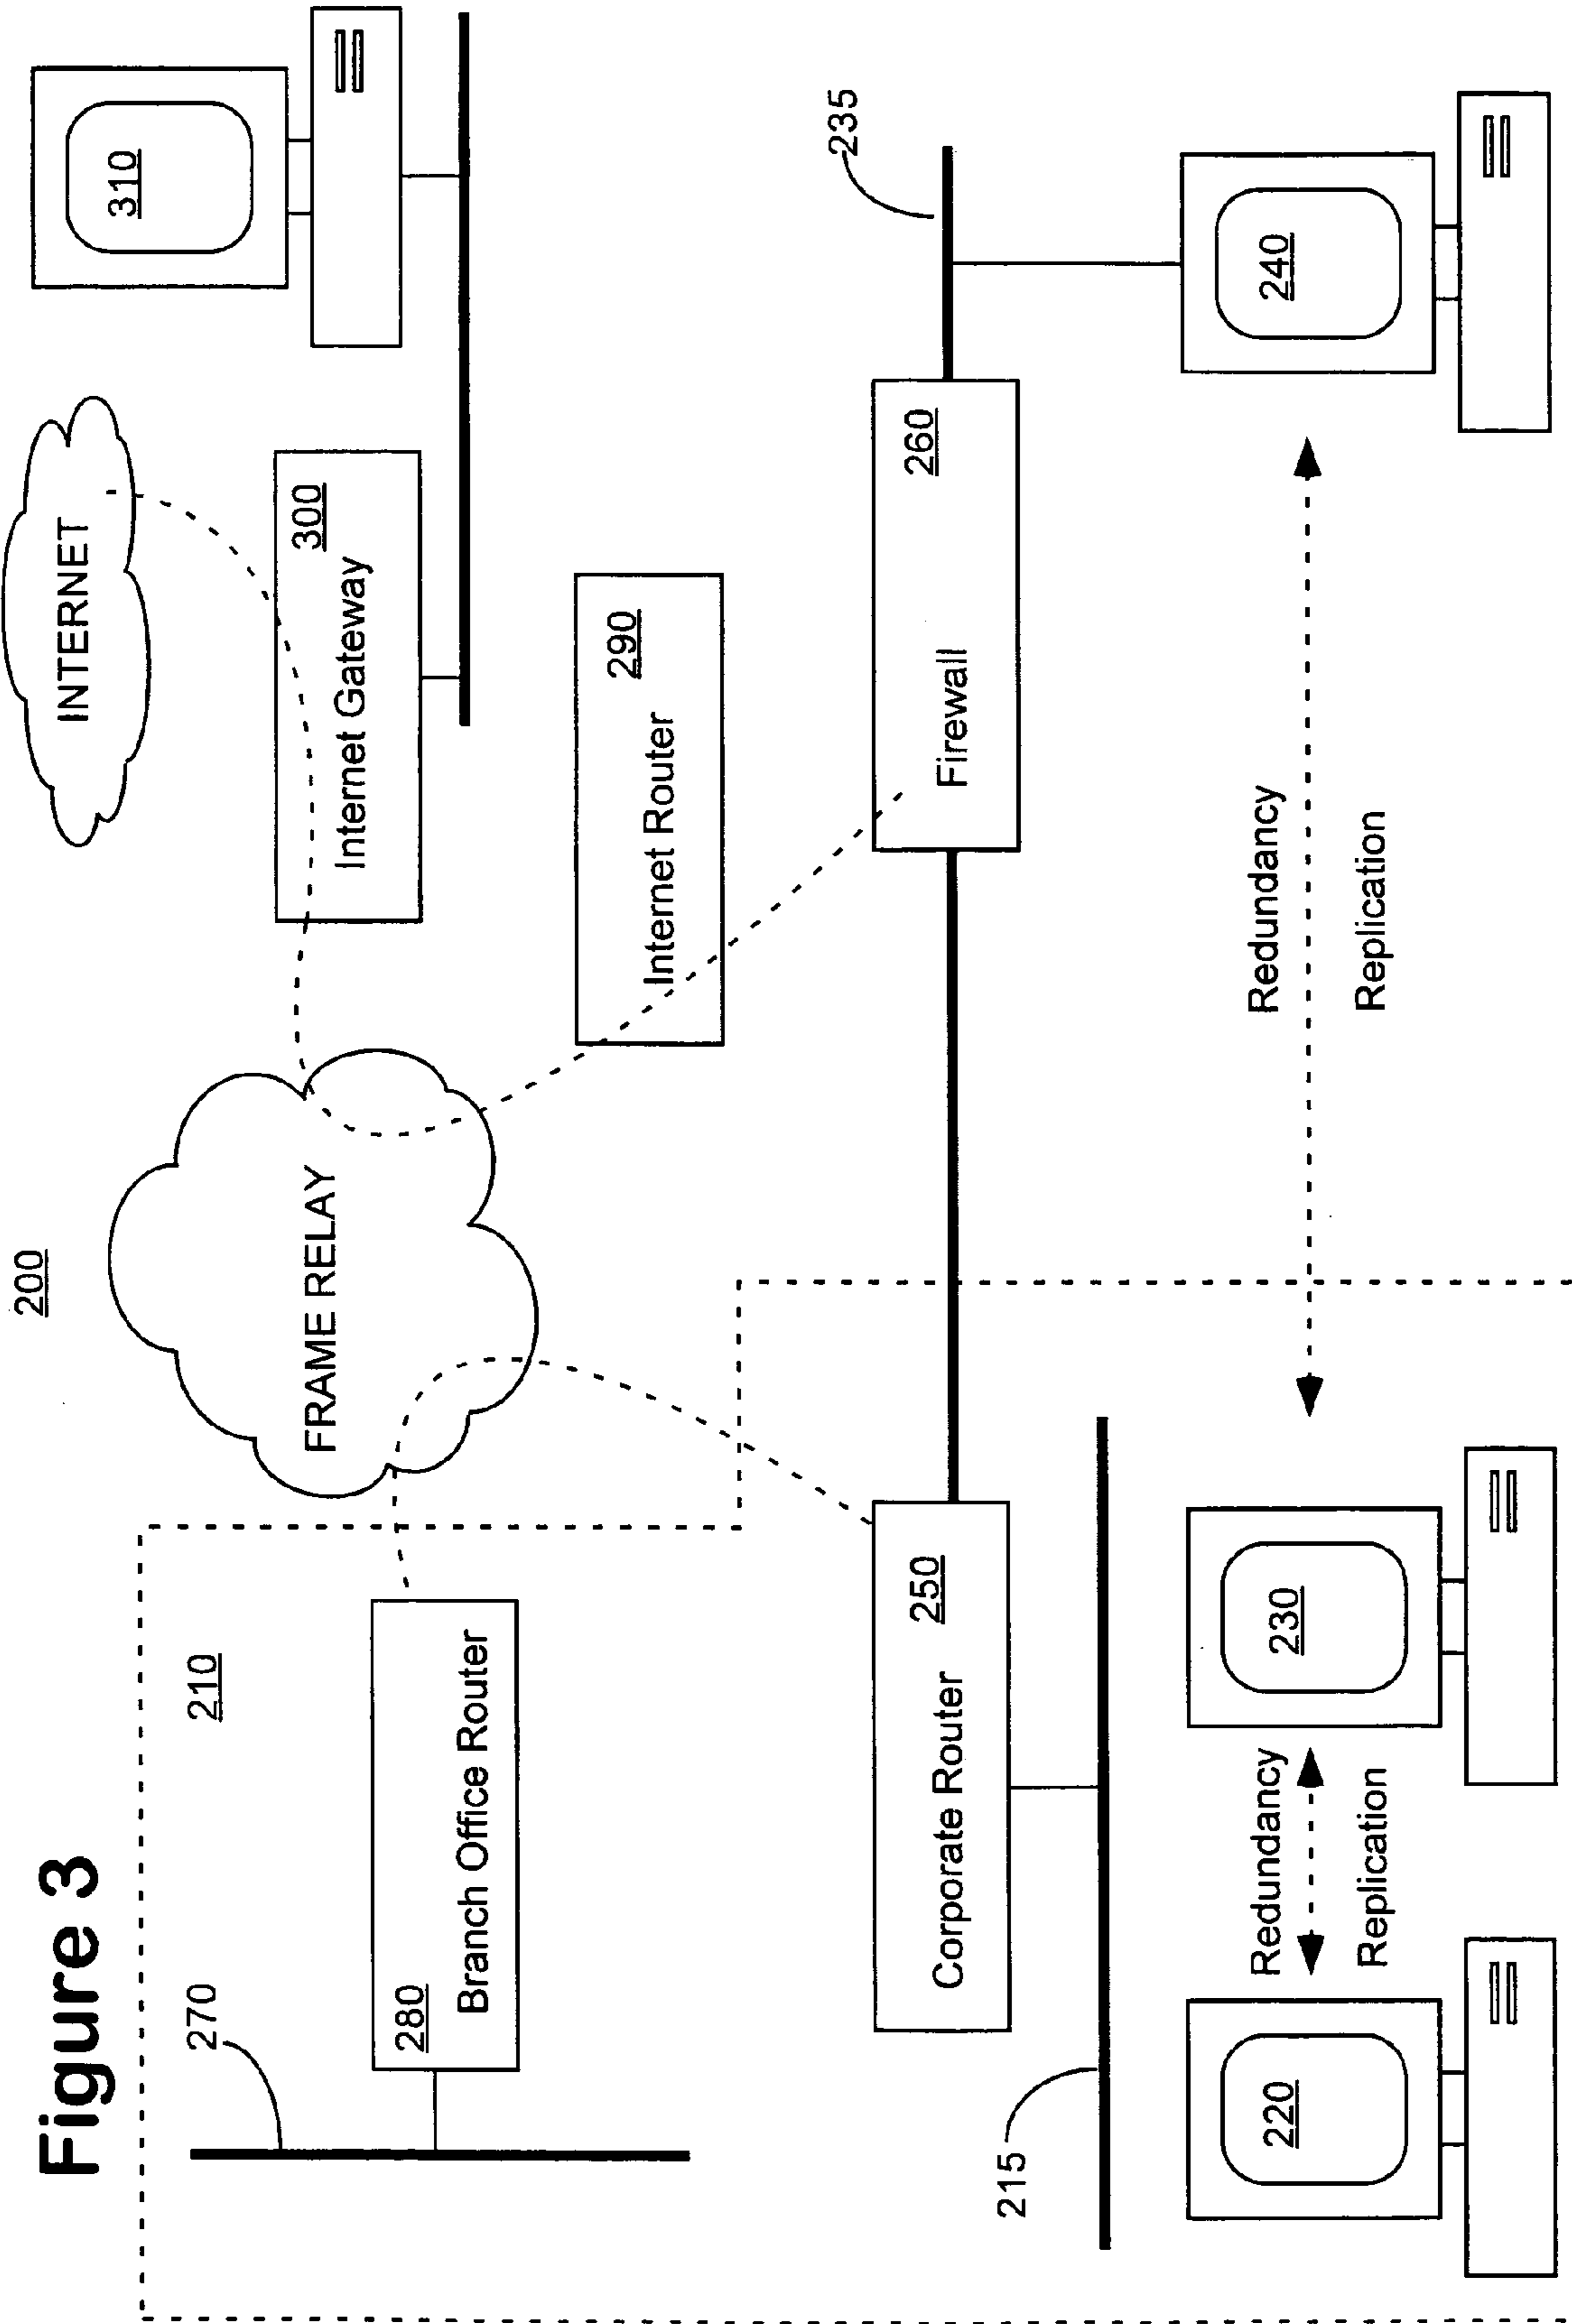 Figure 3
200
INTERNET
310
270
210
280
Branch Office Router
FRAME RELAY
300
Internet Gateway
290
Internet Router
235
250
Corporate Router
260
Firewall
215
220
Redundancy
Replication
230
Redundancy
Replication
240